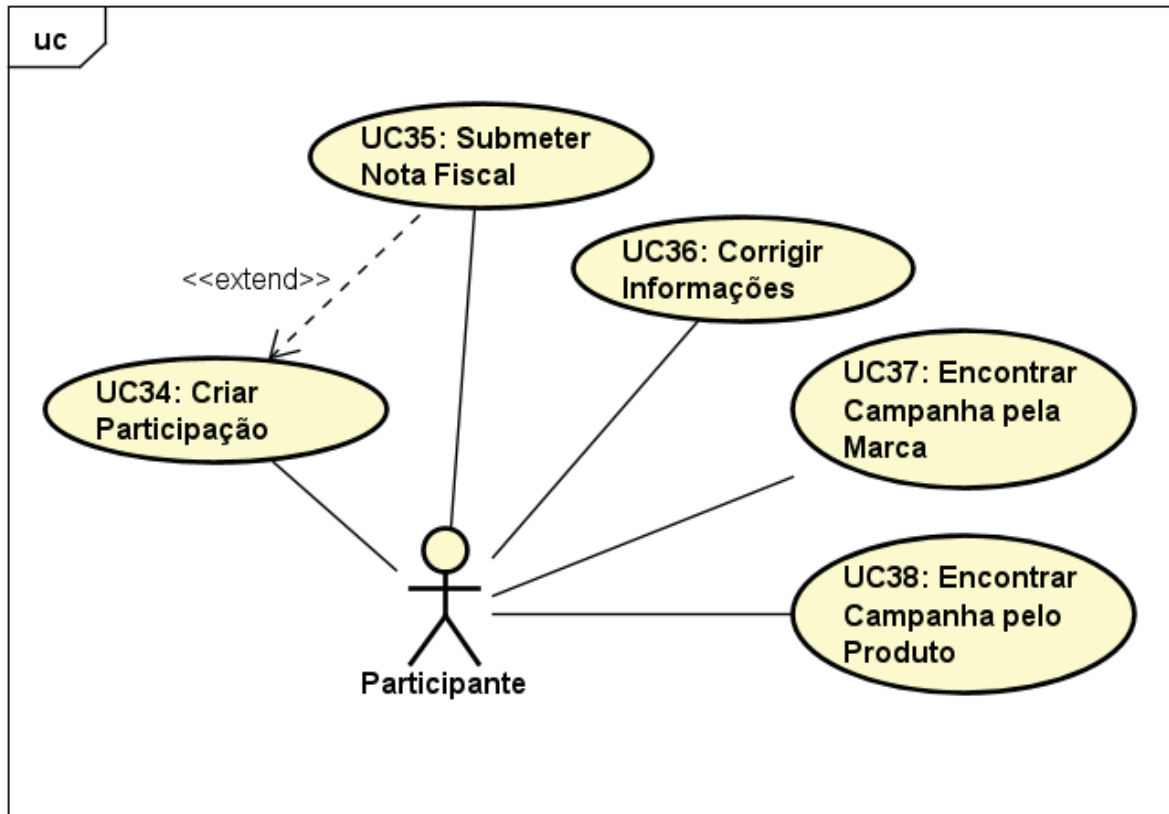 uc
UC35: Submeter
Nota Fiscal
UC36: Corrigir
Informações
<<extend>>
UC37: Encontrar
Campanha pela
Marca
UC34: Criar
Participação
UC38: Encontrar
Campanha pelo
Produto
Participante